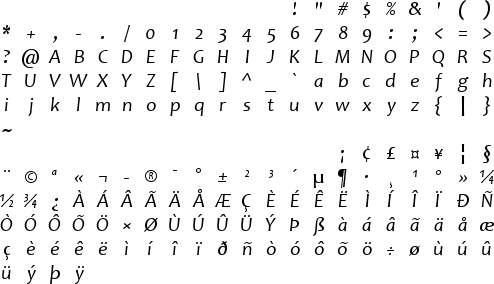 ! " # $ % & ' ( )
* + , - . / 0 1 2 3 4 5 6 7 8 9 : ; < = >
? @ A B C D E F G H I J K L M N O P Q R S
T U V W X Y Z [ \ ] ^ _ ` a b c d e f g h
i j k l m n o p q r s t u v w x y z { | }
~
¡ ¢ £ ¤ ¥ ¦ §
¨ © ª « ¬ - ® ¯ ° ± ² ³ ´ µ ¶ · ¸ ¹ º » ¼
½ ¾ ¿ À Á Â Ã Ä Å Æ Ç È É Ê Ë Ì Í Î Ï Ð Ñ
Ò Ó Ô Õ Ö × Ø Ù Ú Û Ü Ý Þ ß à á â ã ä å æ
ç è é ê ë ì í î ï ð ñ ò ó ô õ ö ÷ ø ù ú û
ü ý þ ÿ